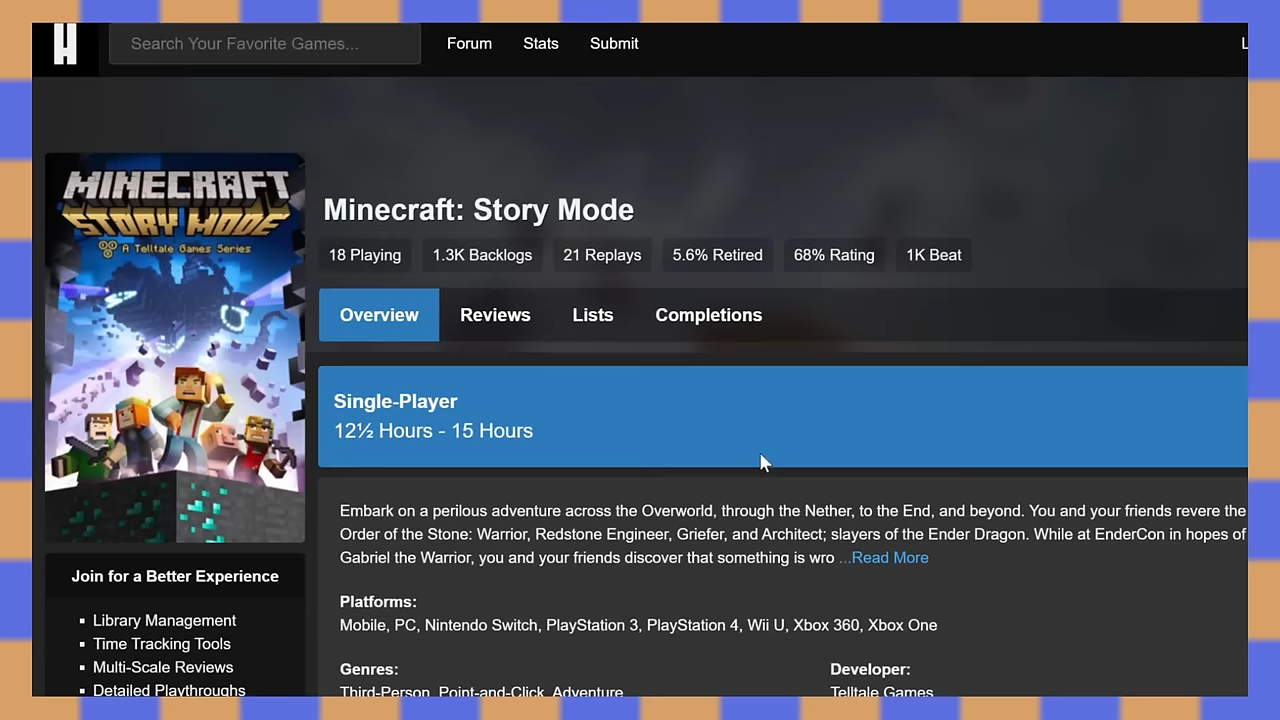 H
Search Your Favorite Games...
Forum
Stats
Submit
L
MINECRAFT
STORY MODE
A Telltale Games Series
Minecraft: Story Mode
18 Playing
1.3K Backlogs
21 Replays
5.6% Retired
68% Rating
1K Beat
Overview
Reviews
Lists
Completions
Single-Player
12½ Hours - 15 Hours
Embark on a perilous adventure across the Overworld, through the Nether, to the End, and beyond. You and your friends revere the
Order of the Stone: Warrior, Redstone Engineer, Griefer, and Architect; slayers of the Ender Dragon. While at EnderCon in hopes of
Gabriel the Warrior, you and your friends discover that something is wro ...Read More
Platforms:
Mobile, PC, Nintendo Switch, PlayStation 3, PlayStation 4, Wii U, Xbox 360, Xbox One
Genres:
Third-Person, Point-and-Click, Adventure
Developer:
Telltale Games
Join for a Better Experience
Library Management
Time Tracking Tools
Multi-Scale Reviews
Detailed Playthroughs